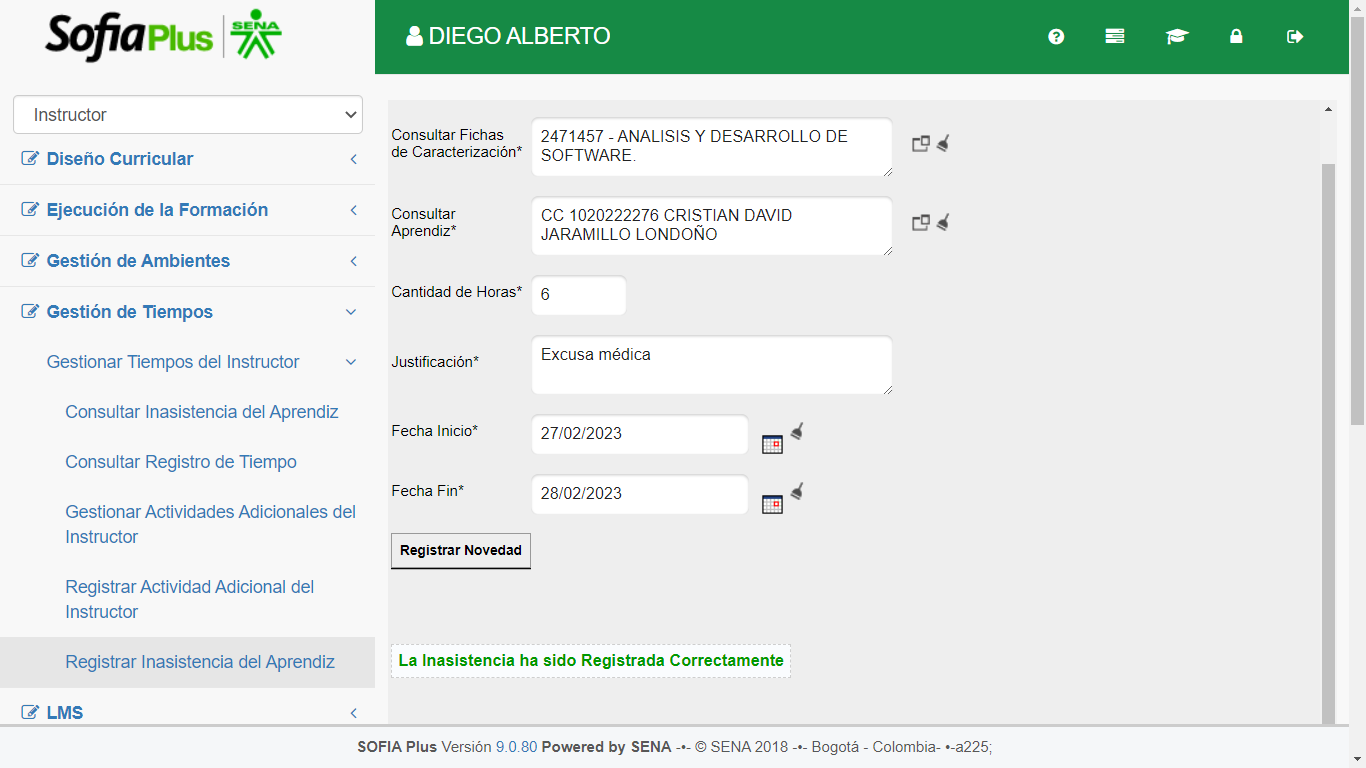 Sofia Plus SENA
DIEGO ALBERTO
Instructor
Diseño Curricular
Ejecución de la Formación
Gestión de Ambientes
Gestión de Tiempos
Gestionar Tiempos del Instructor
Consultar Inasistencia del Aprendiz
Consultar Registro de Tiempo
Gestionar Actividades Adicionales del
Instructor
Registrar Actividad Adicional del
Instructor
Registrar Inasistencia del Aprendiz
LMS
Consultar Fichas
de Caracterización*
2471457 - ANALISIS Y DESARROLLO DE
SOFTWARE.
Consultar
Aprendiz*
CC 1020222276 CRISTIAN DAVID
JARAMILLO LONDOÑO
Cantidad de Horas*
6
Justificación*
Excusa médica
Fecha Inicio*
27/02/2023
Fecha Fin*
28/02/2023
Registrar Novedad
La Inasistencia ha sido Registrada Correctamente
SOFIA Plus Versión 9.0.80 Powered by SENA -•- © SENA 2018 -•- Bogotá - Colombia- •-a225;